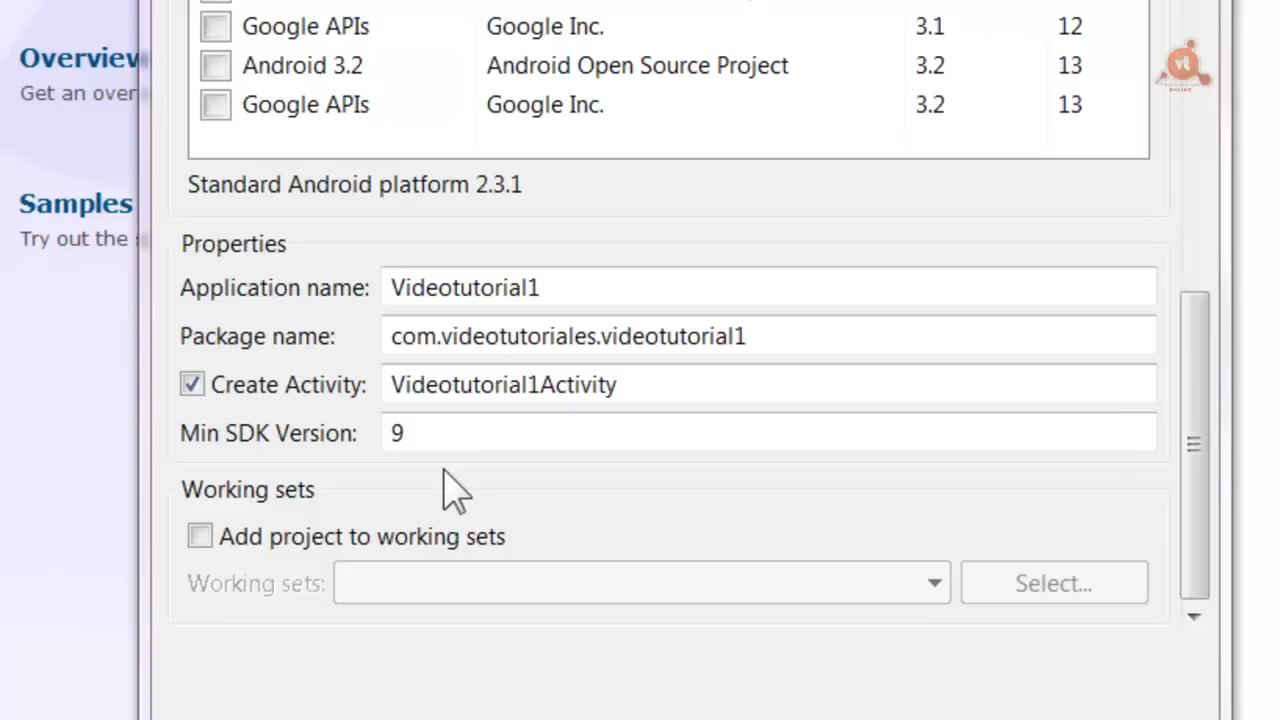 Google APIs Google Inc. 3.1 12
Android 3.2 Android Open Source Project 3.2 13
Google APIs Google Inc. 3.2 13
Standard Android platform 2.3.1
Overview
Get an over
Samples
Try out the
Properties
Application name: Videotutorial1
Package name: com.videotutoriales.videotutorial1
Create Activity: Videotutorial1Activity
Min SDK Version: 9
Working sets
Add project to working sets
Working sets: Select...
vt
ONLINE